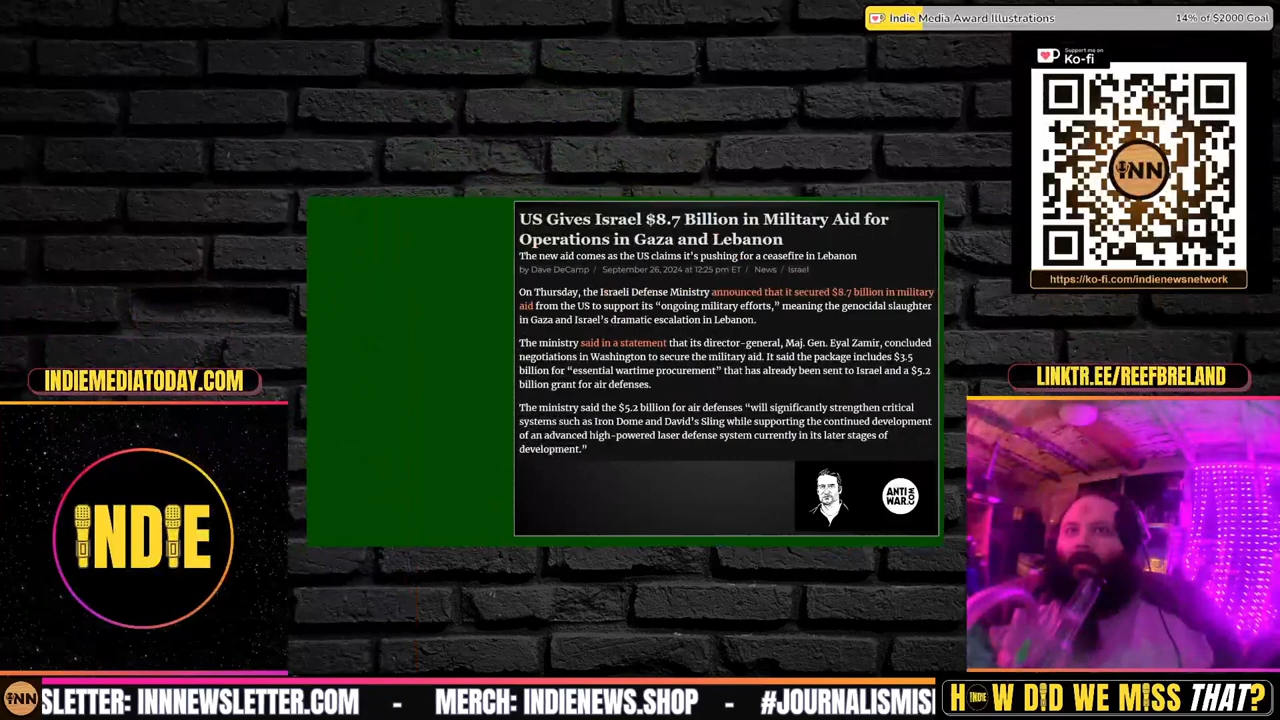 Indie Media Award Illustrations
14% of $2000 Goal
Support me on
Ko-fi
INN
https://ko-fi.com/indienewsnetwork
US Gives Israel $8.7 Billion in Military Aid for
Operations in Gaza and Lebanon
The new aid comes as the US claims it's pushing for a ceasefire in Lebanon
by Dave DeCamp / September 26, 2024 at 12:25 pm ET / News / Israel
On Thursday, the Israeli Defense Ministry announced that it secured $8.7 billion in military
aid from the US to support its “ongoing military efforts,” meaning the genocidal slaughter
in Gaza and Israel’s dramatic escalation in Lebanon.
The ministry said in a statement that its director-general, Maj. Gen. Eyal Zamir, concluded
negotiations in Washington to secure the military aid. It said the package includes $3.5
billion for “essential wartime procurement” that has already been sent to Israel and a $5.2
billion grant for air defenses.
The ministry said the $5.2 billion for air defenses “will significantly strengthen critical
systems such as Iron Dome and David’s Sling while supporting the continued development
of an advanced high-powered laser defense system currently in its later stages of
development.”
ANTI
WAR.COM
INDIEMEDIATODAY.COM
LINKTR.EE/REEFBRELAND
INDIE
INN
SLETTER: INNNEWSLETTER.COM - MERCH: INDIENEWS.SHOP - #JOURNALISMIS
HOW DID WE MISS THAT?
INDIE